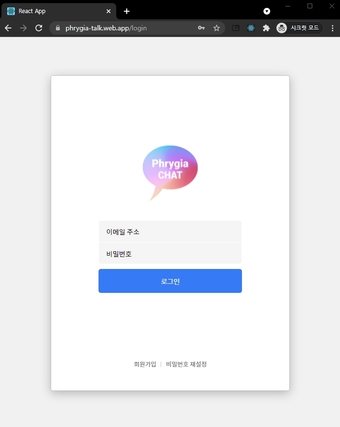 React App
phrygia-talk.web.app/login
시크릿 모드
Phrygia
CHAT
이메일 주소
비밀번호
로그인
회원가입 | 비밀번호 재설정